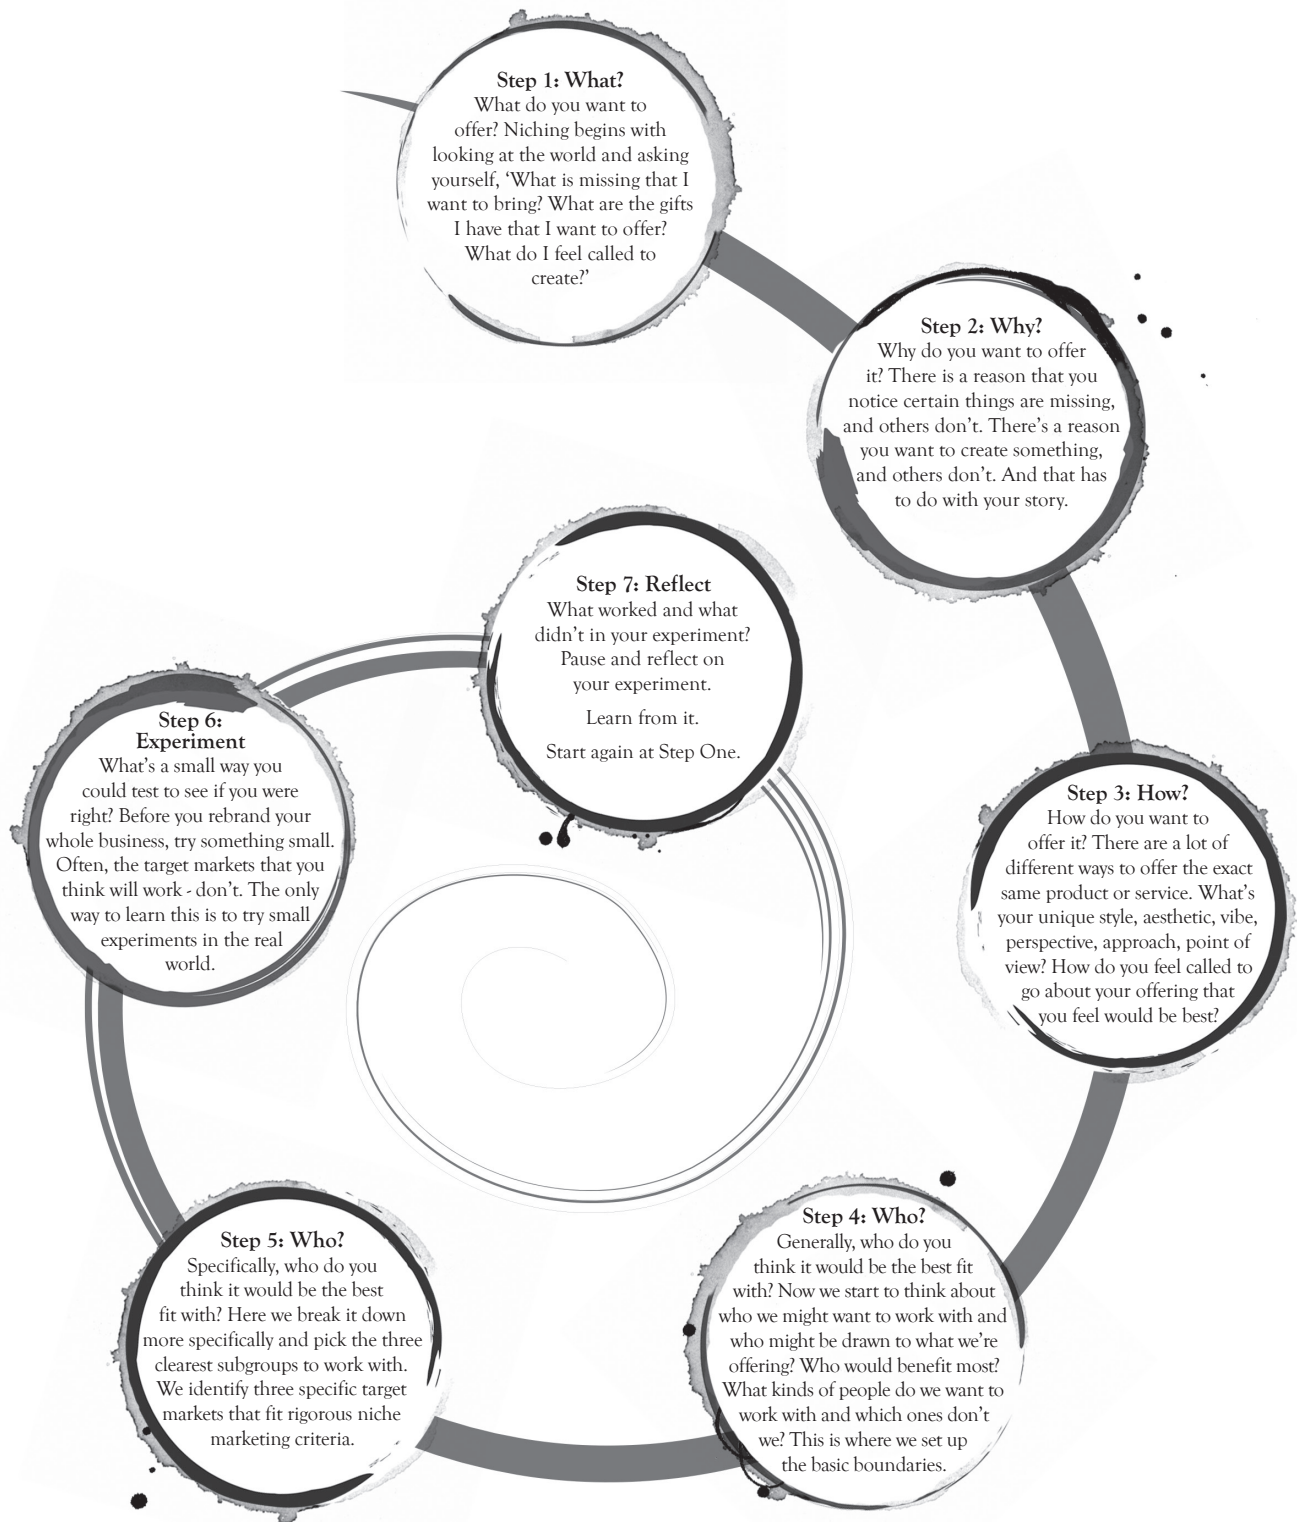 Step 1: What?
What do you want to
offer? Niching begins with
looking at the world and asking
yourself, ‘What is missing that I
want to bring? What are the gifts
I have that I want to offer?
What do I feel called to
create?’
Step 2: Why?
Why do you want to offer
it? There is a reason that you
notice certain things are missing,
and others don’t. There’s a reason
you want to create something,
and others don’t. And that has
to do with your story.
Step 3: How?
How do you want to
offer it? There are a lot of
different ways to offer the exact
same product or service. What’s
your unique style, aesthetic, vibe,
perspective, approach, point of
view? How do you feel called to
go about your offering that
you feel would be best?
Step 4: Who?
Generally, who do you
think it would be the best fit
with? Now we start to think about
who we might want to work with and
who might be drawn to what we’re
offering? Who would benefit most?
What kinds of people do we want to
work with and which ones don’t
we? This is where we set up
the basic boundaries.
Step 5: Who?
Specifically, who do you
think it would be the best
fit with? Here we break it down
more specifically and pick the three
clearest subgroups to work with.
We identify three specific target
markets that fit rigorous niche
marketing criteria.
Step 6:
Experiment
What’s a small way you
could test to see if you were
right? Before you rebrand your
whole business, try something small.
Often, the target markets that you
think will work - don’t. The only
way to learn this is to try small
experiments in the real
world.
Step 7: Reflect
What worked and what
didn’t in your experiment?
Pause and reflect on
your experiment.
Learn from it.
Start again at Step One.